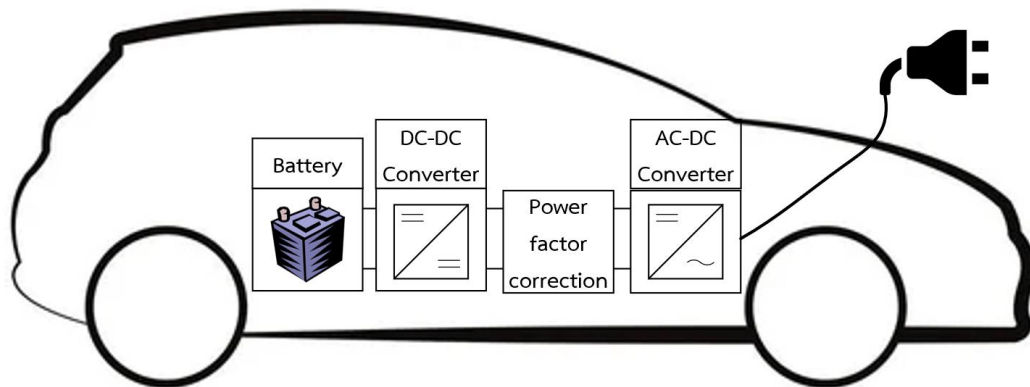 Battery
DC-DC
Converter
Power
factor
correction
AC-DC
Converter